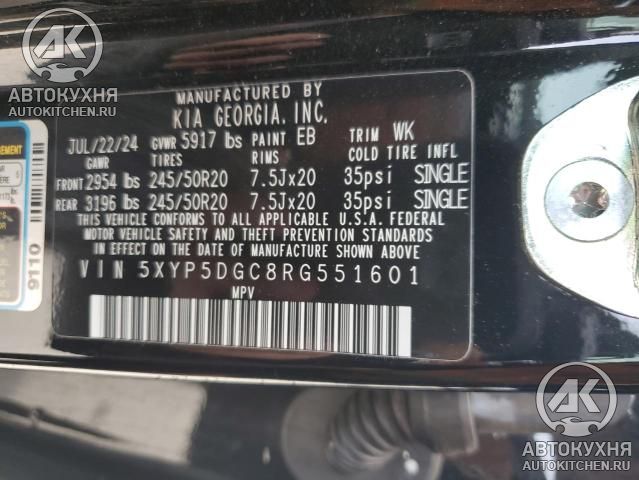 АК
АВТОКУХНЯ
AUTOKITCHEN.RU
MANUFACTURED BY
KIA GEORGIA, INC.
JUL/22/24 GVWR 5917 lbs PAINT EB TRIM WK
GAWR TIRES RIMS COLD TIRE INFL
FRONT 2954 lbs 245/50R20 7.5Jx20 35psi SINGLE
REAR 3196 lbs 245/50R20 7.5Jx20 35psi SINGLE
THIS VEHICLE CONFORMS TO ALL APPLICABLE U.S.A. FEDERAL
MOTOR VEHICLE SAFETY AND THEFT PREVENTION STANDARDS
IN EFFECT ON THE DATE OF MANUFACTURE SHOWN ABOVE.
VIN 5XYP5DGC8RG551601
MPV
9110
АК
АВТОКУХНЯ
AUTOKITCHEN.RU